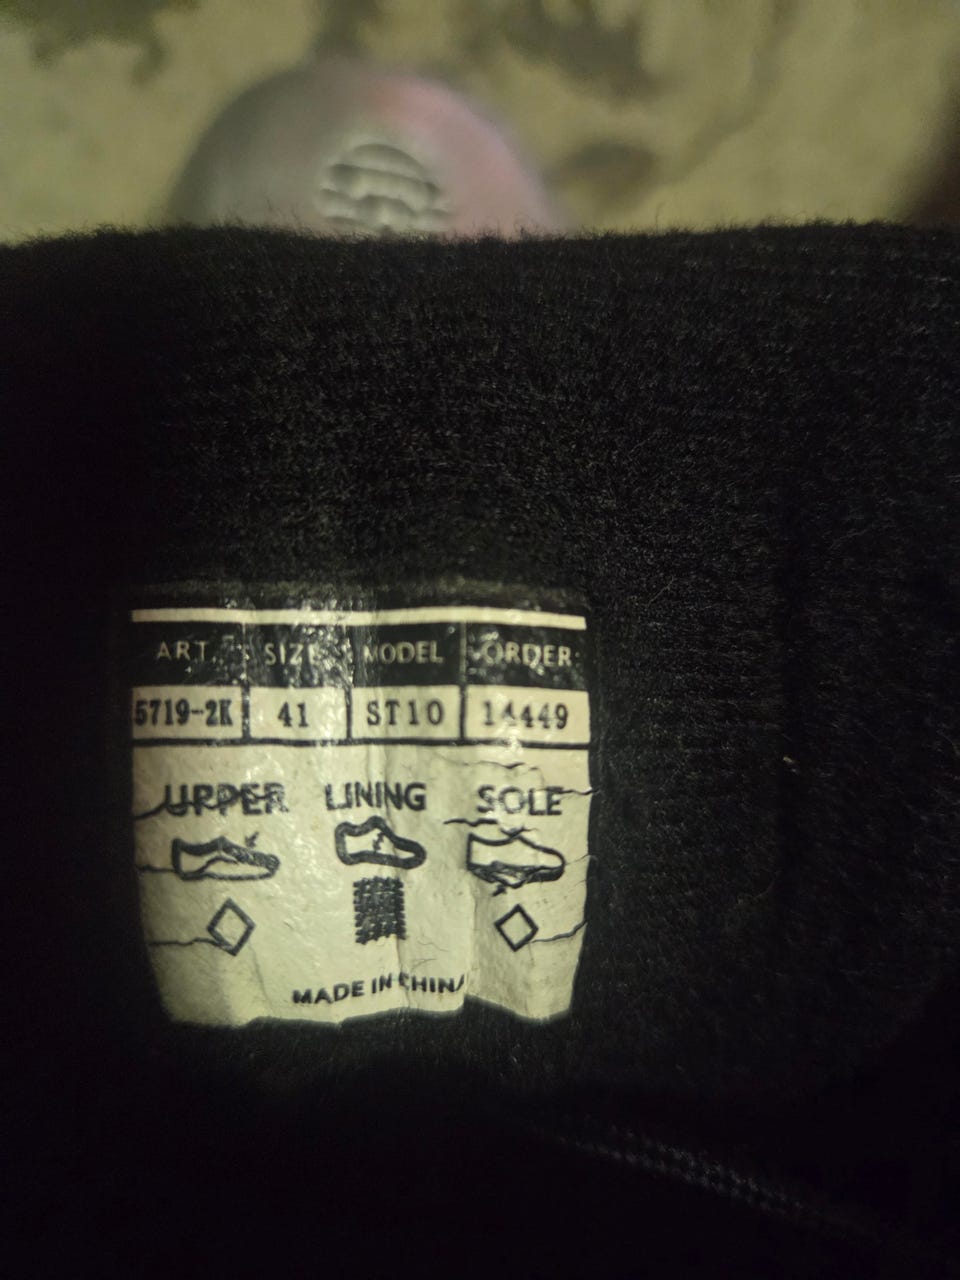 ART. SIZE MODEL ORDER
5719-2K 41 ST10 14449
UPPER LINING SOLE
MADE IN CHINA